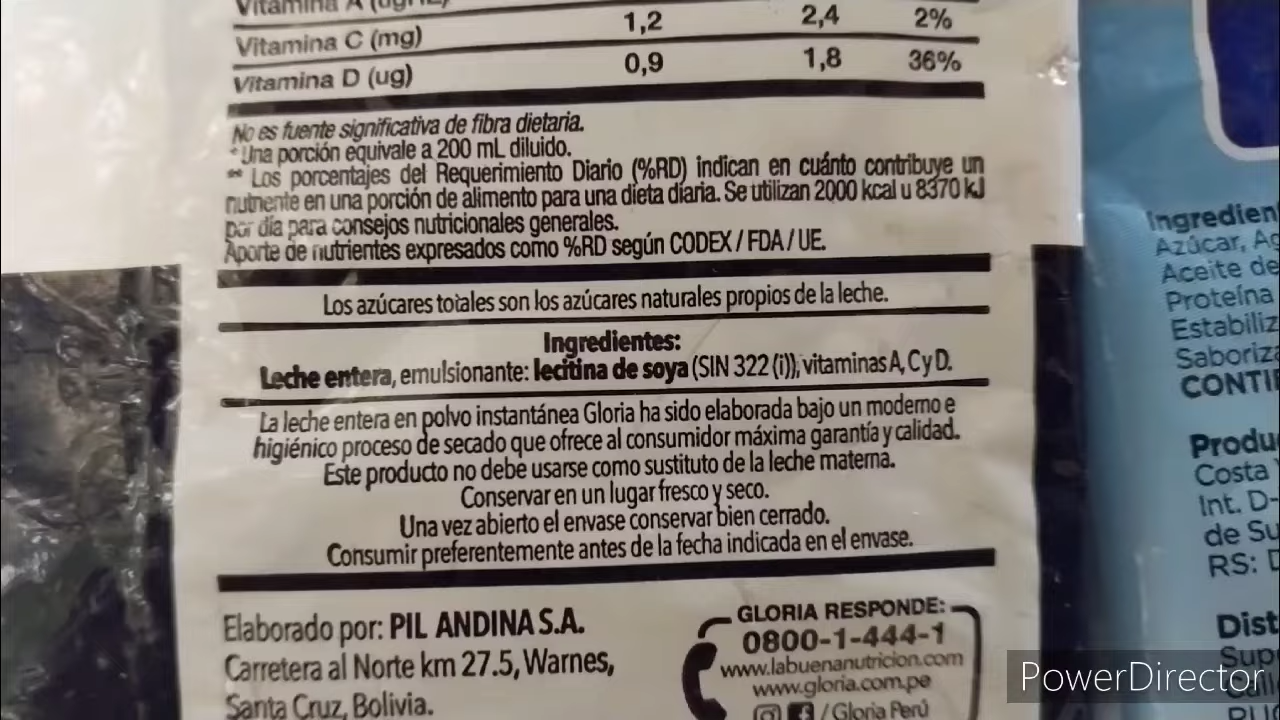 Vitamina A
Vitamina C (mg) 1,2 2,4 2%
Vitamina D (ug) 0,9 1,8 36%
No es fuente significativa de fibra dietaria.
* Una porción equivale a 200 mL diluido.
** Los porcentajes del Requerimiento Diario (%RD) indican en cuánto contribuye un
nutriente en una porción de alimento para una dieta diaria. Se utilizan 2000 kcal u 8370 kJ
por día para consejos nutricionales generales.
Aporte de nutrientes expresados como %RD según CODEX / FDA / UE.
Los azúcares totales son los azúcares naturales propios de la leche.
Ingredientes:
Leche entera, emulsionante: lecitina de soya (SIN 322 (i)), vitaminas A, C y D.
La leche entera en polvo instantánea Gloria ha sido elaborada bajo un moderno e
higiénico proceso de secado que ofrece al consumidor máxima garantía y calidad.
Este producto no debe usarse como sustituto de la leche materna.
Conservar en un lugar fresco y seco.
Una vez abierto el envase conservar bien cerrado.
Consumir preferentemente antes de la fecha indicada en el envase.
Elaborado por: PIL ANDINA S.A.
Carretera al Norte km 27.5, Warnes,
Santa Cruz, Bolivia.
GLORIA RESPONDE:
0800-1-444-1
www.labuenanutricion.com
www.gloria.com.pe
/ Gloria Perú
Ingredien
Azúcar, Ac
Aceite de
Proteína
Estabiliz
Saboriza
CONTIE
Produ
Costa
Int. D-
de Su
RS:
Dist
Sup
PowerDirector